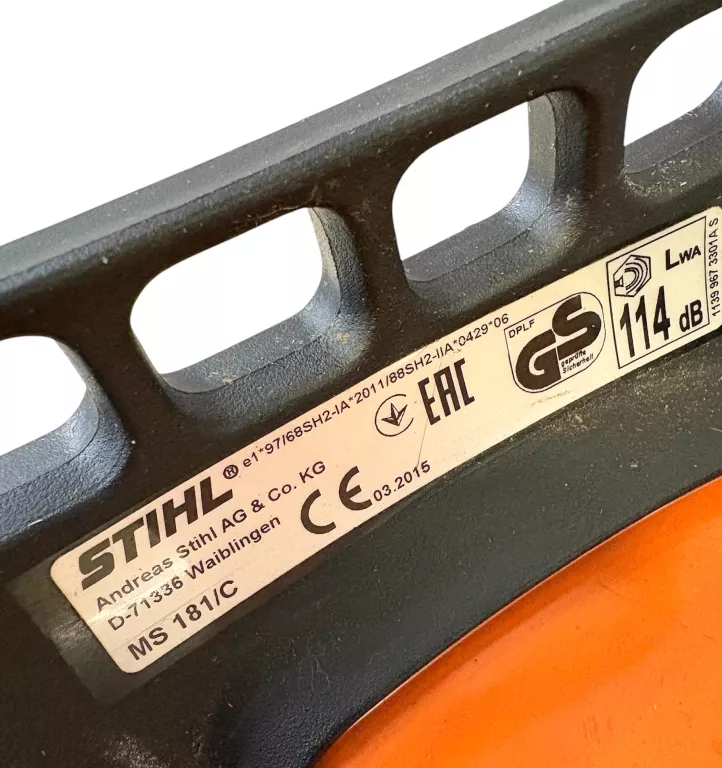 STIHL® e1*97/68SH2-IA*2011/88SH2-IIA*0429*06
Andreas Stihl AG & Co. KG
D-71336 Waiblingen
MS 181/C
CE 03.2015
EAC
DPLF
GS
geprüfte
Sicherheit
LWA
114 dB
1139 967 3301 A S